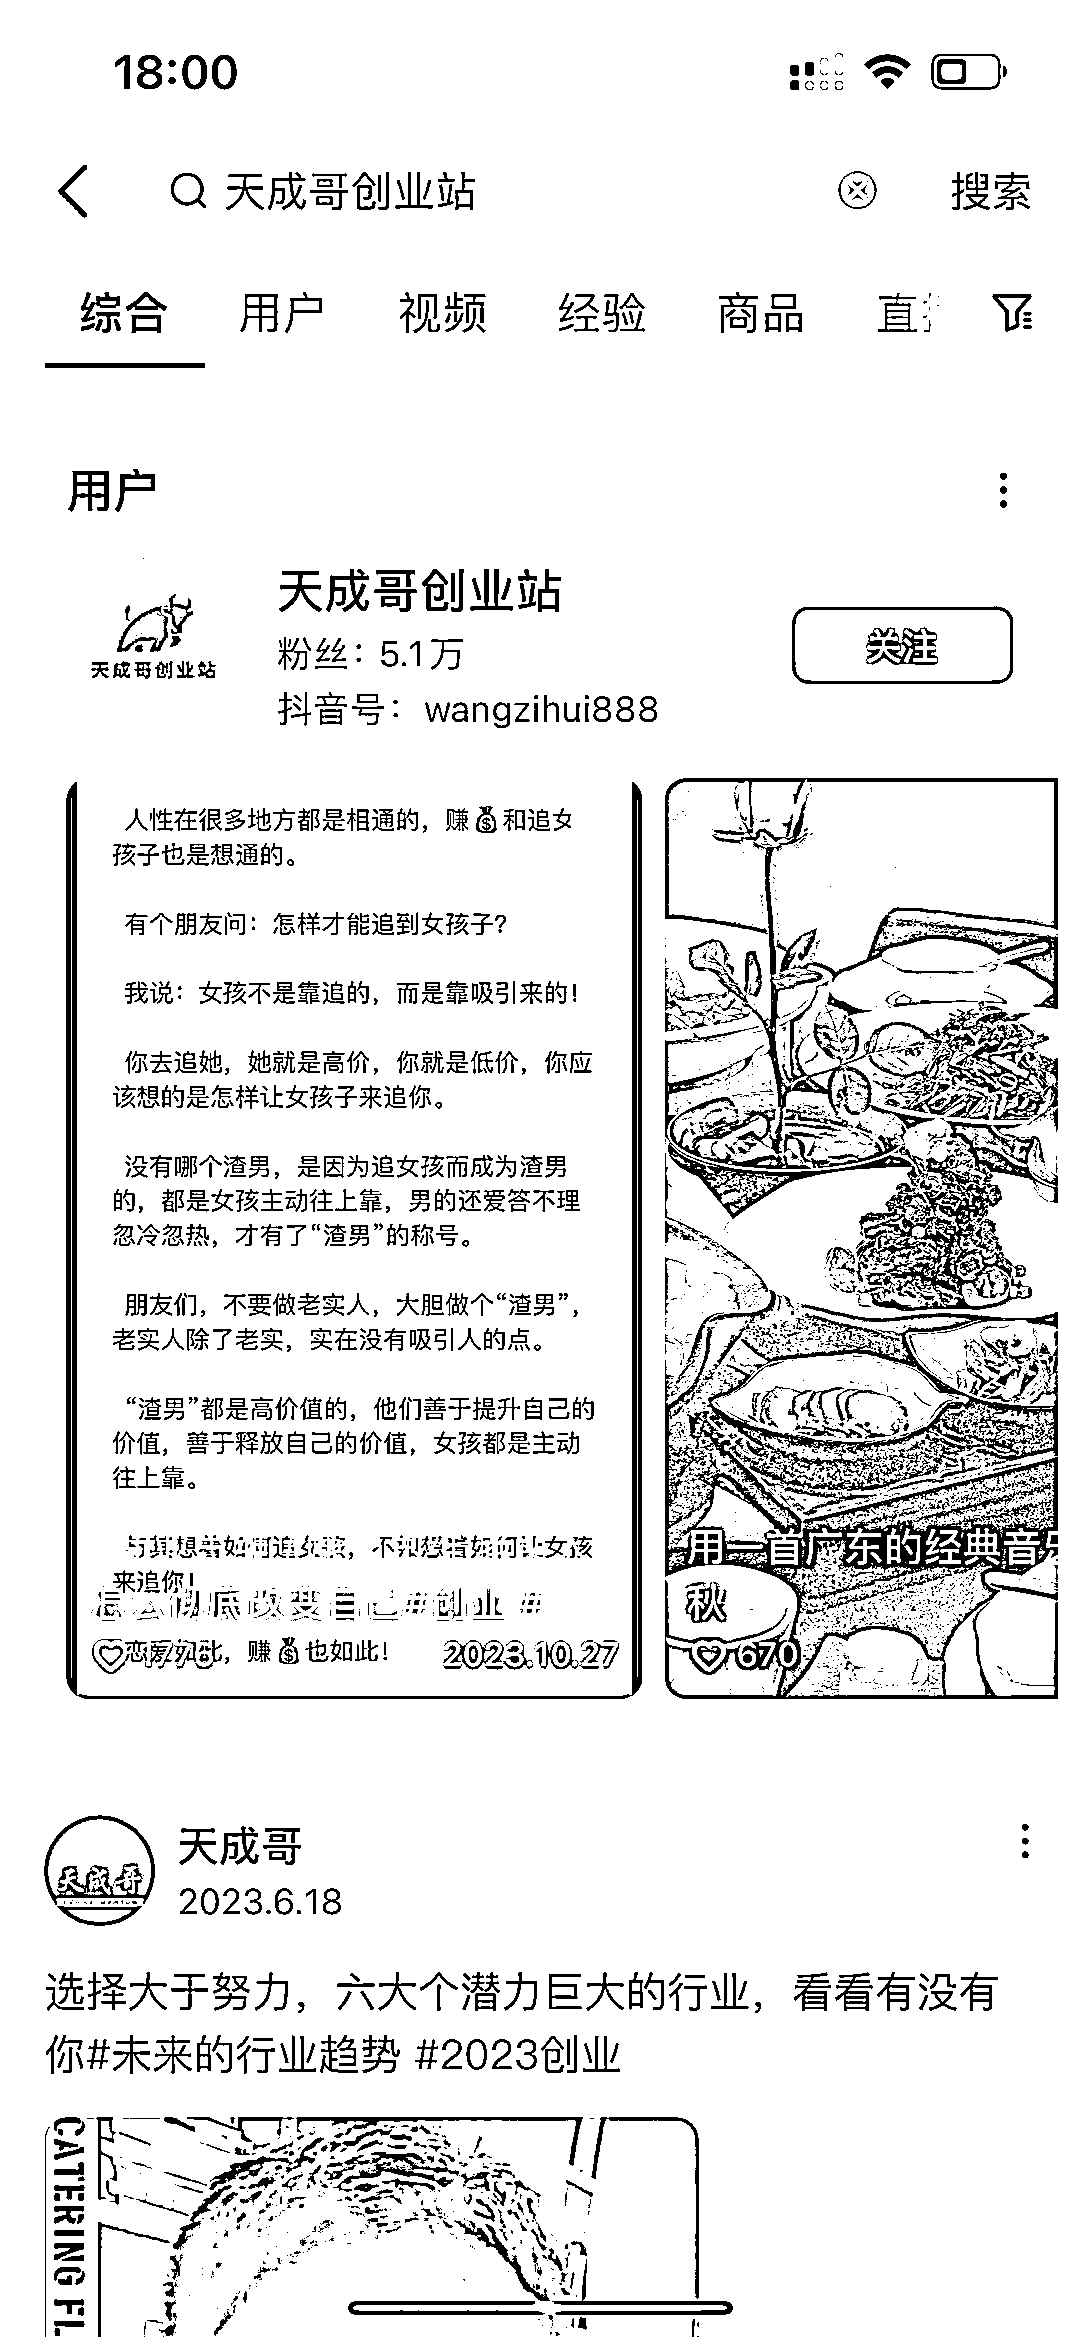 18:00
天成哥创业站
搜索
综合 用户 视频 经验 商品
用户
天成哥创业站
天成哥创业站
粉丝：5.1万
关注
抖音号：wangzihui888
人性在很多地方都是相通的，赚💰和追女
孩子也是想通的。
有个朋友问：怎样才能追到女孩子？
我说：女孩不是靠追的，而是靠吸引来的！
你去追她，她就是高价，你就是低价，你应
该想的是怎样让女孩子来追你。
没有哪个渣男，是因为追女孩而成为渣男
的，都是女孩主动往上靠，男的还爱答不理
忽冷忽热，才有了“渣男”的称号。
朋友们，不要做老实人，大胆做个“渣男”，
老实人除了老实，实在没有吸引人的点。
“渣男”都是高价值的，他们善于提升自己的
价值，善于释放自己的价值，女孩都是主动
往上靠。
与其想着如何追女孩，不如想着如何让女孩
来追你！
怎么彻底改变自己#创业 #
恋爱如此，赚💰也如此！
2023.10.27
用一首广东的经典音乐
秋
670
天成哥
天成哥
2023.6.18
选择大于努力，六大个潜力巨大的行业，看看有没有
你#未来的行业趋势 #2023创业
CATERING